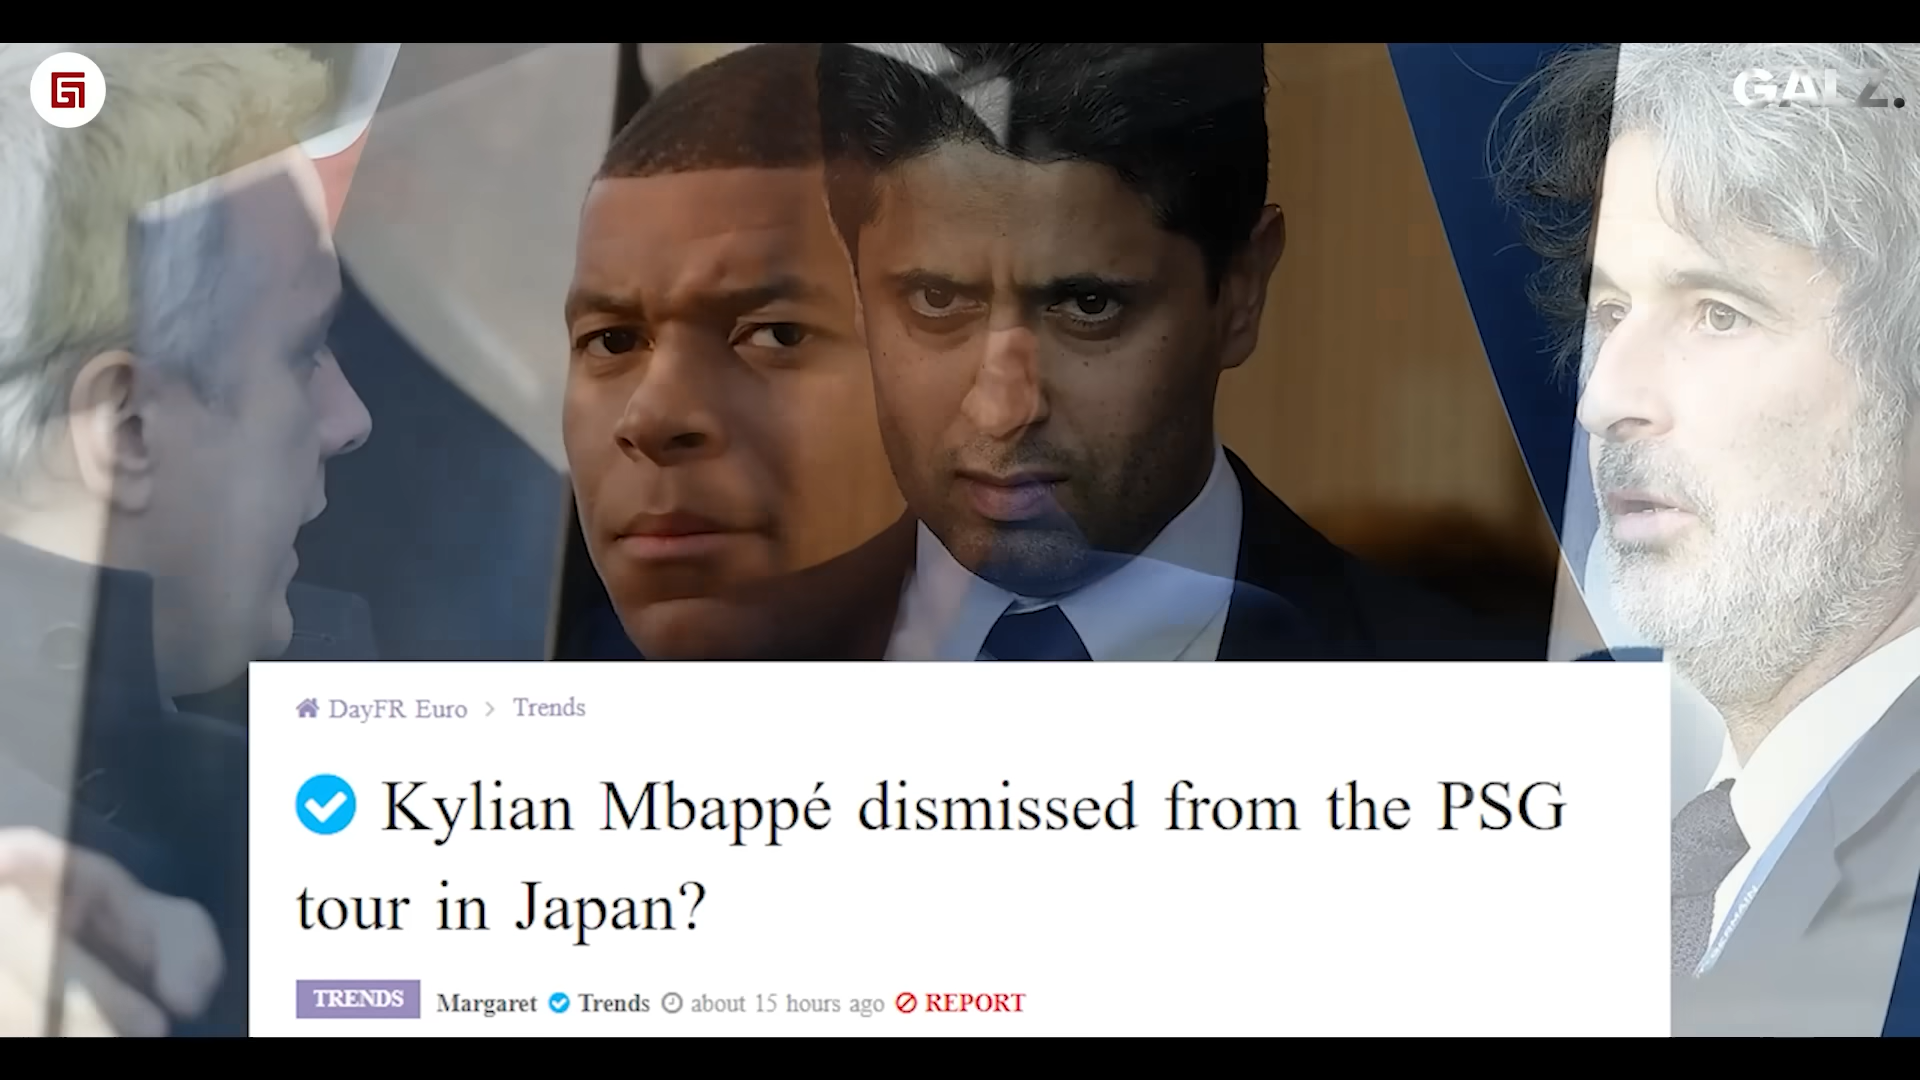 GALZ.
DayFR Euro > Trends
Kylian Mbappé dismissed from the PSG
tour in Japan?
TRENDS Margaret Trends about 15 hours ago REPORT